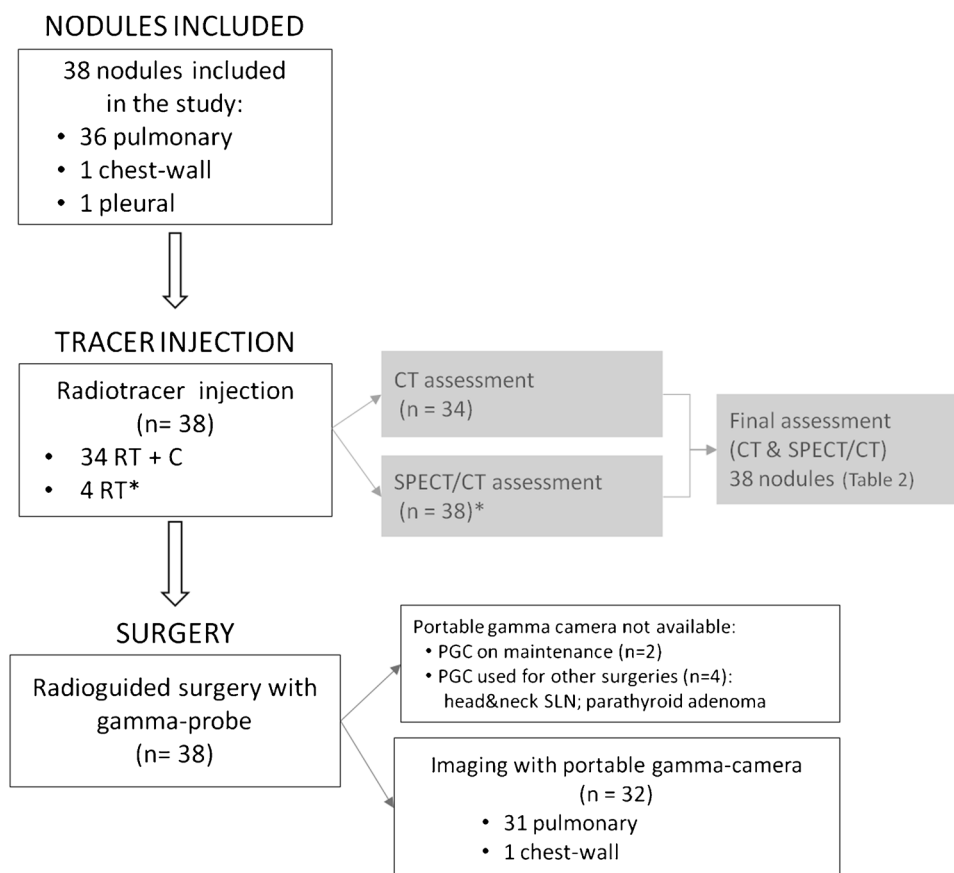 NODULES INCLUDED
38 nodules included
in the study:
• 36 pulmonary
• 1 chest-wall
• 1 pleural
TRACER INJECTION
Radiotracer injection
(n= 38)
• 34 RT + C
• 4 RT*
CT assessment
(n = 34)
SPECT/CT assessment
(n = 38)*
Final assessment
(CT & SPECT/CT)
38 nodules (Table 2)
SURGERY
Radioguided surgery with
gamma-probe
(n= 38)
Portable gamma camera not available:
• PGC on maintenance (n=2)
• PGC used for other surgeries (n=4):
head&neck SLN; parathyroid adenoma
Imaging with portable gamma-camera
(n = 32)
• 31 pulmonary
• 1 chest-wall